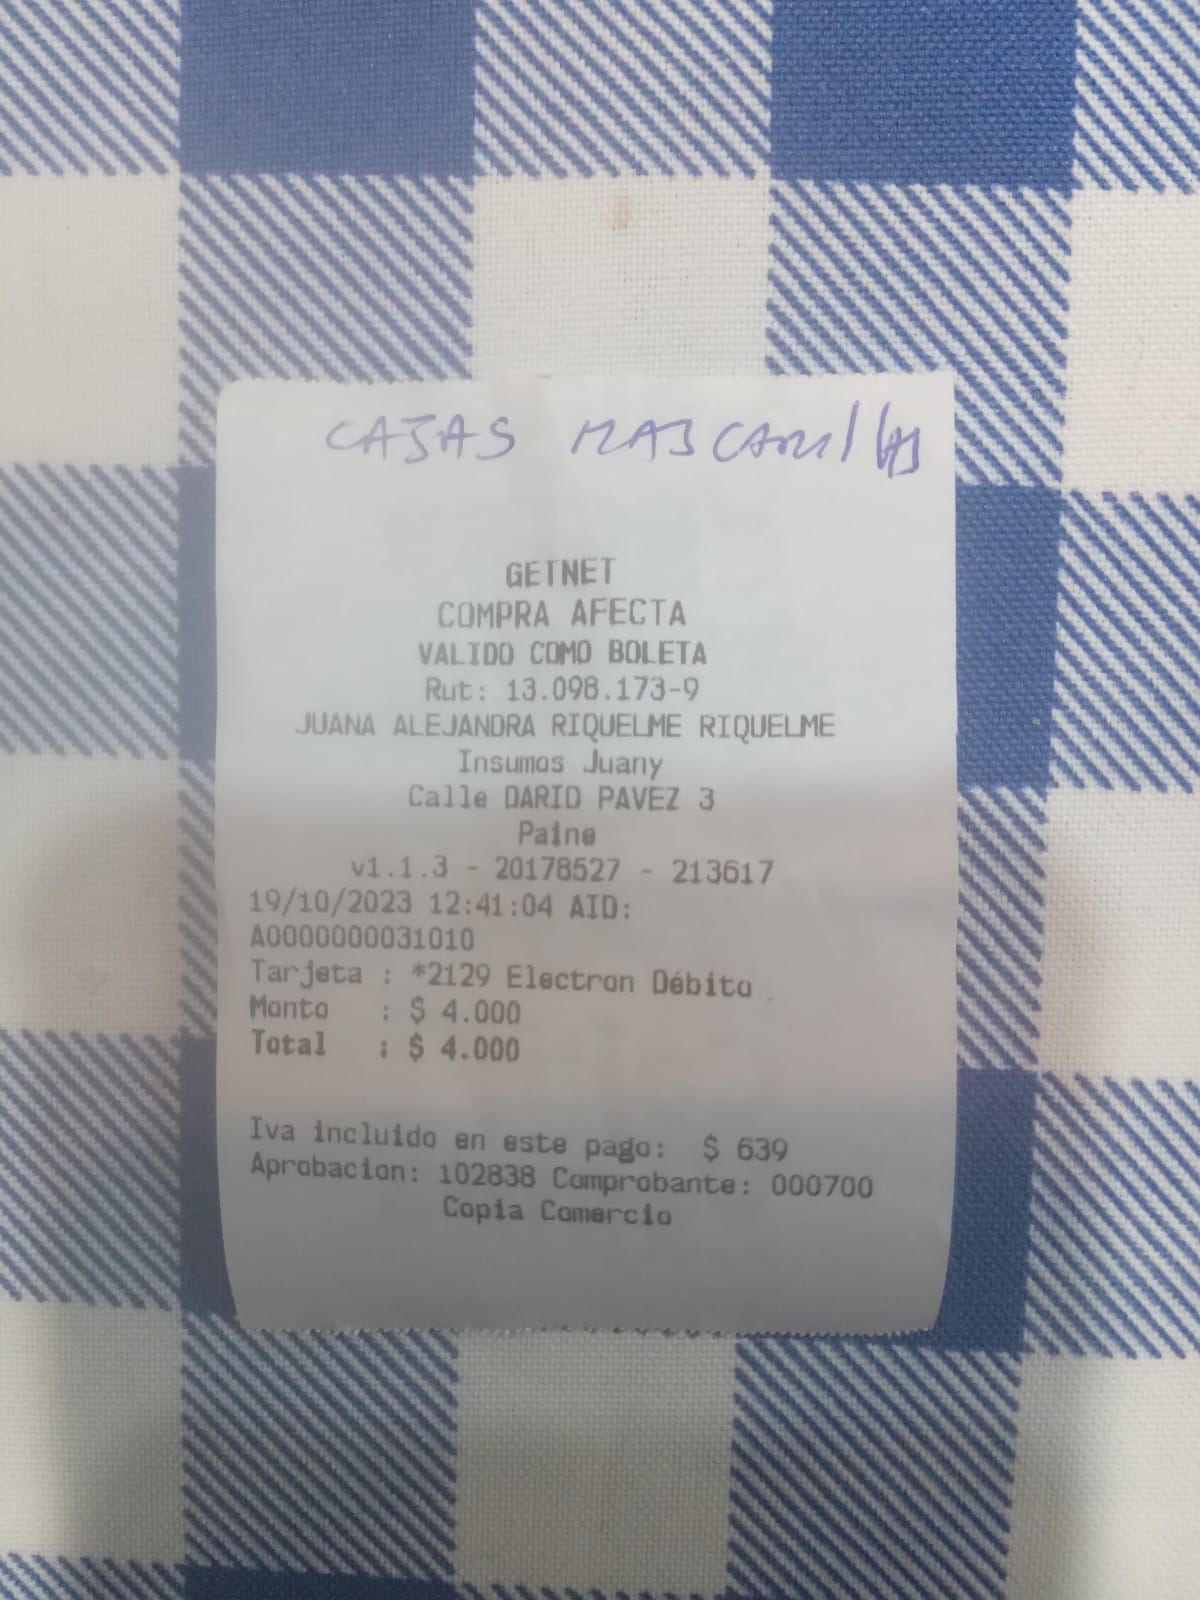 CAJAS MASCARILLAS
GETNET
COMPRA AFECTA
VALIDO COMO BOLETA
Rut: 13.098.173-9
JUANA ALEJANDRA RIQUELME RIQUELME
Insumos Juany
Calle DARIO PAVEZ 3
Paine
v1.1.3 - 20178527 - 213617
19/10/2023 12:41:04 AID:
A0000000031010
Tarjeta : *2129 Electron Débito
Monto : $ 4.000
Total : $ 4.000
Iva incluido en este pago: $ 639
Aprobacion: 102838 Comprobante: 000700
Copia Comercio